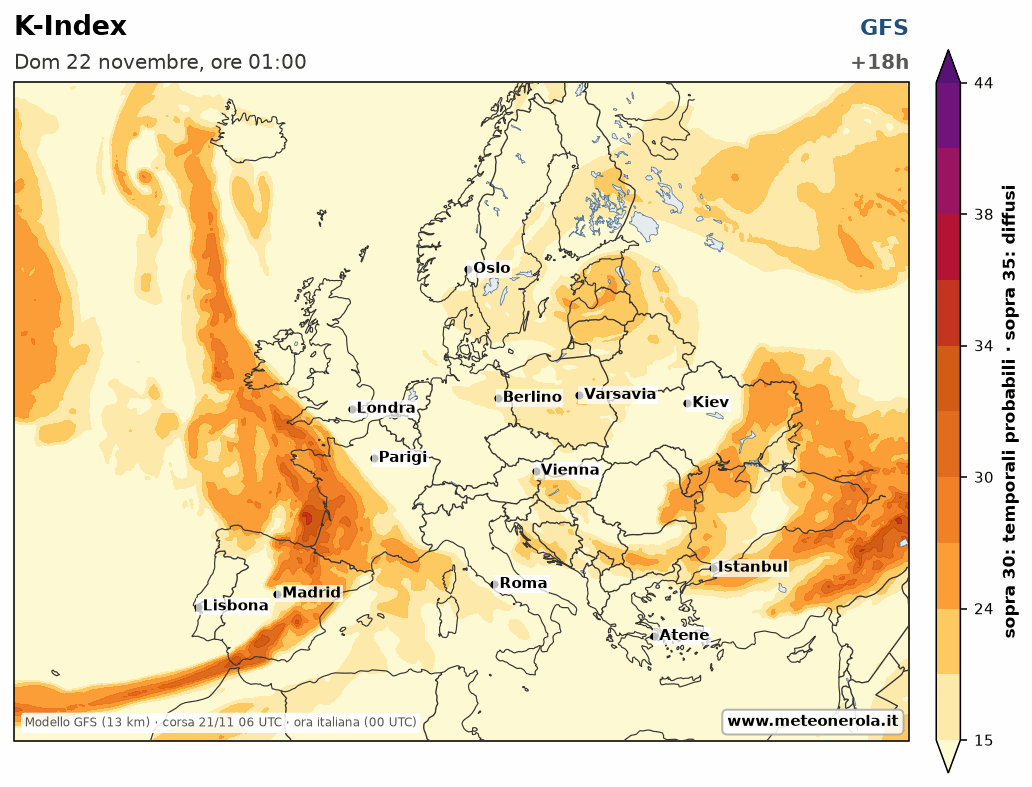 K-Index
GFS
Dom 22 novembre, ore 01:00
+18h
44
38
34
30
24
15
sopra 30: temporali probabili · sopra 35: diffusi
Oslo
Londra
Berlino
Varsavia
Kiev
Parigi
Vienna
Istanbul
Roma
Madrid
Lisbona
Atene
Modello GFS (13 km) · corsa 21/11 06 UTC · ora italiana (00 UTC)
www.meteonerola.it